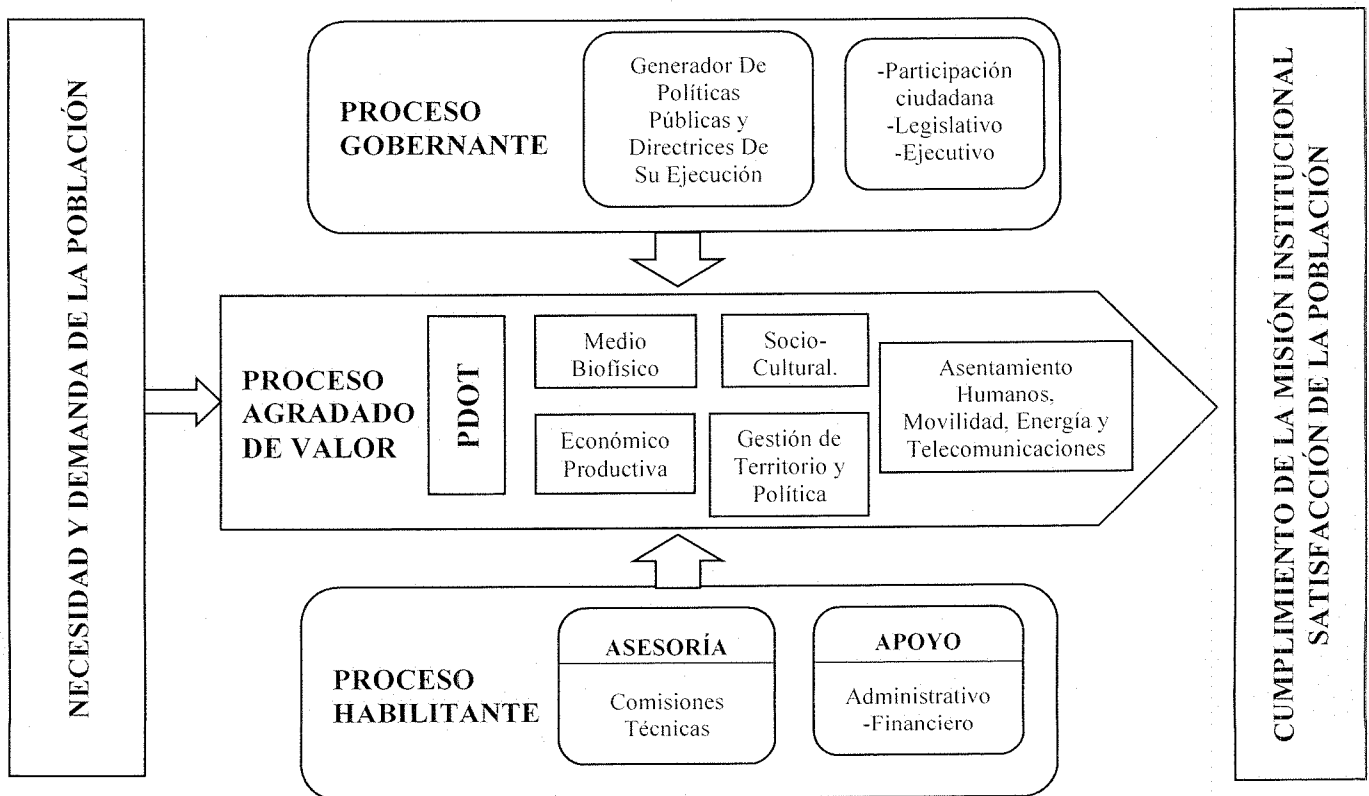 NECESIDAD Y DEMANDA DE LA POBLACIÓN
PROCESO
GOBERNANTE
Generador De
Políticas
Públicas y
Directrices De
Su Ejecución
-Participación
ciudadana
-Legislativo
-Ejecutivo
PROCESO
AGRADADO
DE VALOR
PDOT
Medio
Biofísico
Socio-
Cultural.
Económico
Productiva
Gestión de
Territorio y
Política
Asentamiento
Humanos,
Movilidad, Energía y
Telecomunicaciones
PROCESO
HABILITANTE
ASESORÍA
Comisiones
Técnicas
APOYO
Administrativo
-Financiero
CUMPLIMIENTO DE LA MISIÓN INSTITUCIONAL
SATISFACCIÓN DE LA POBLACIÓN